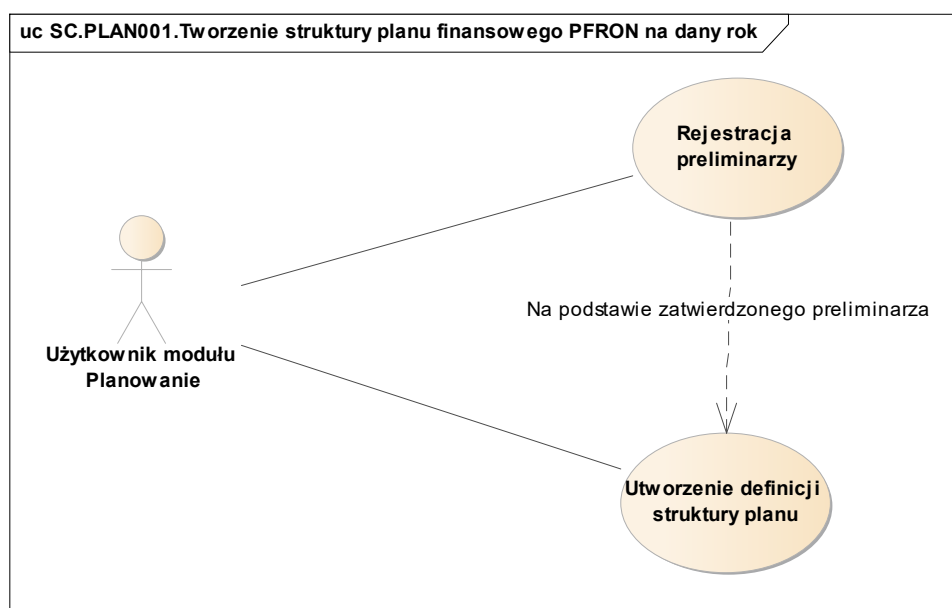 uc SC.PLAN001.Tworzenie struktury planu finansowego PFRON na dany rok
Rejestracja
preliminarzy
Na podstawie zatwierdzonego preliminarza
Użytkownik modułu
Planowanie
Utworzenie definicji
struktury planu